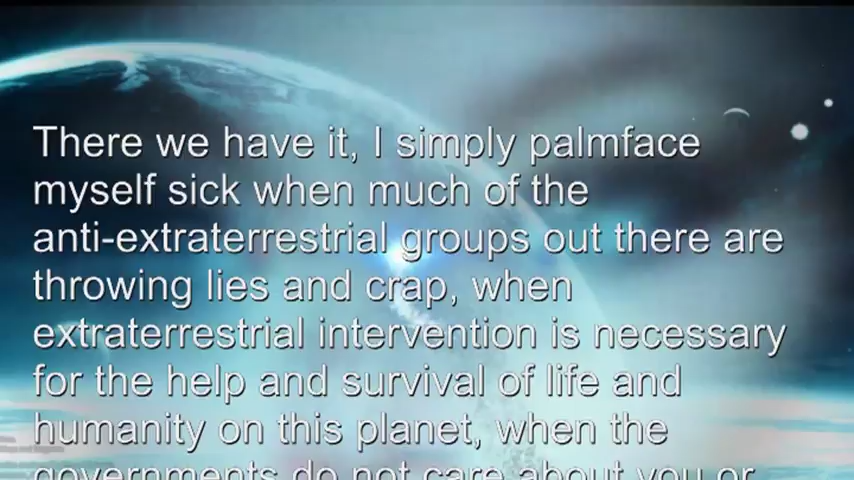 There we have it, I simply palmface
myself sick when much of the
anti-extraterrestrial groups out there are
throwing lies and crap, when
extraterrestrial intervention is necessary
for the help and survival of life and
humanity on this planet, when the
governments do not care about you or